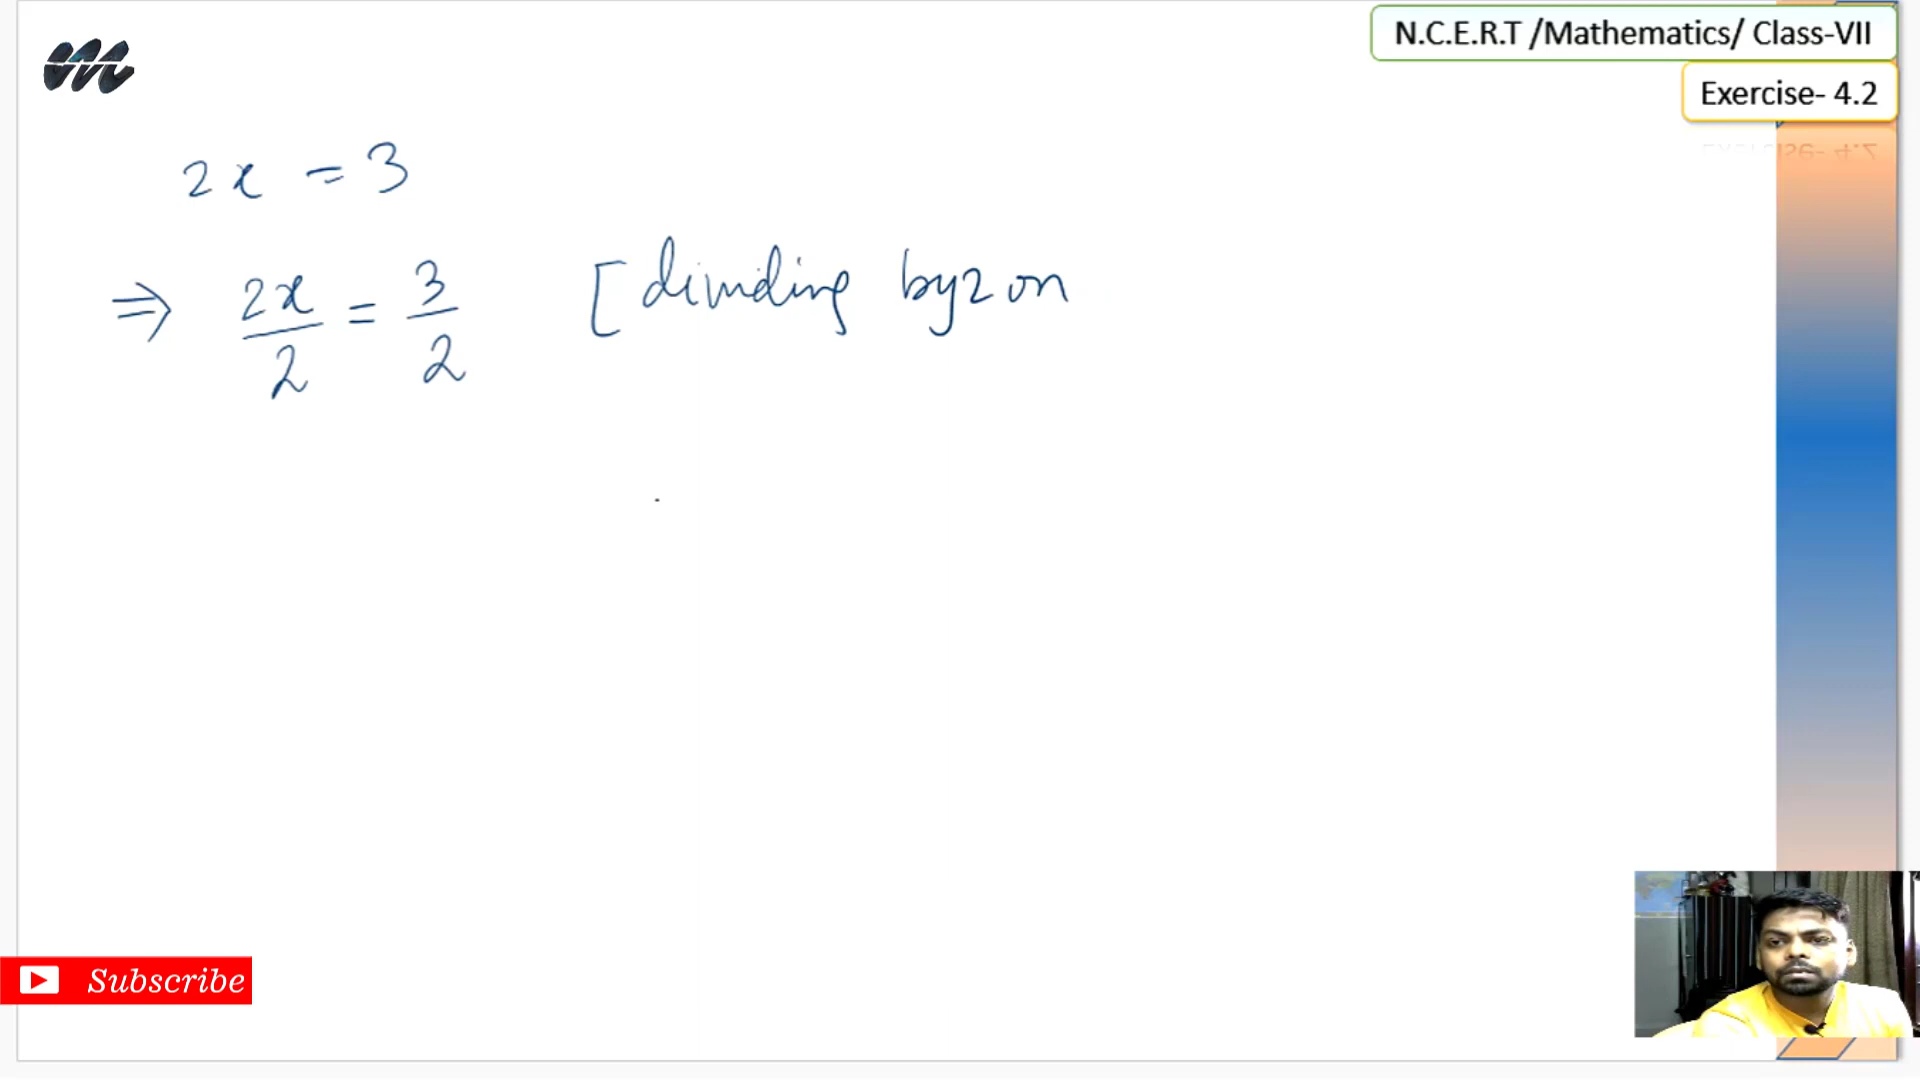 N.C.E.R.T /Mathematics/ Class-VII
Exercise- 4.2
2x = 3
⇒ 2x/2 = 3/2 [dividing by 2 on
Subscribe